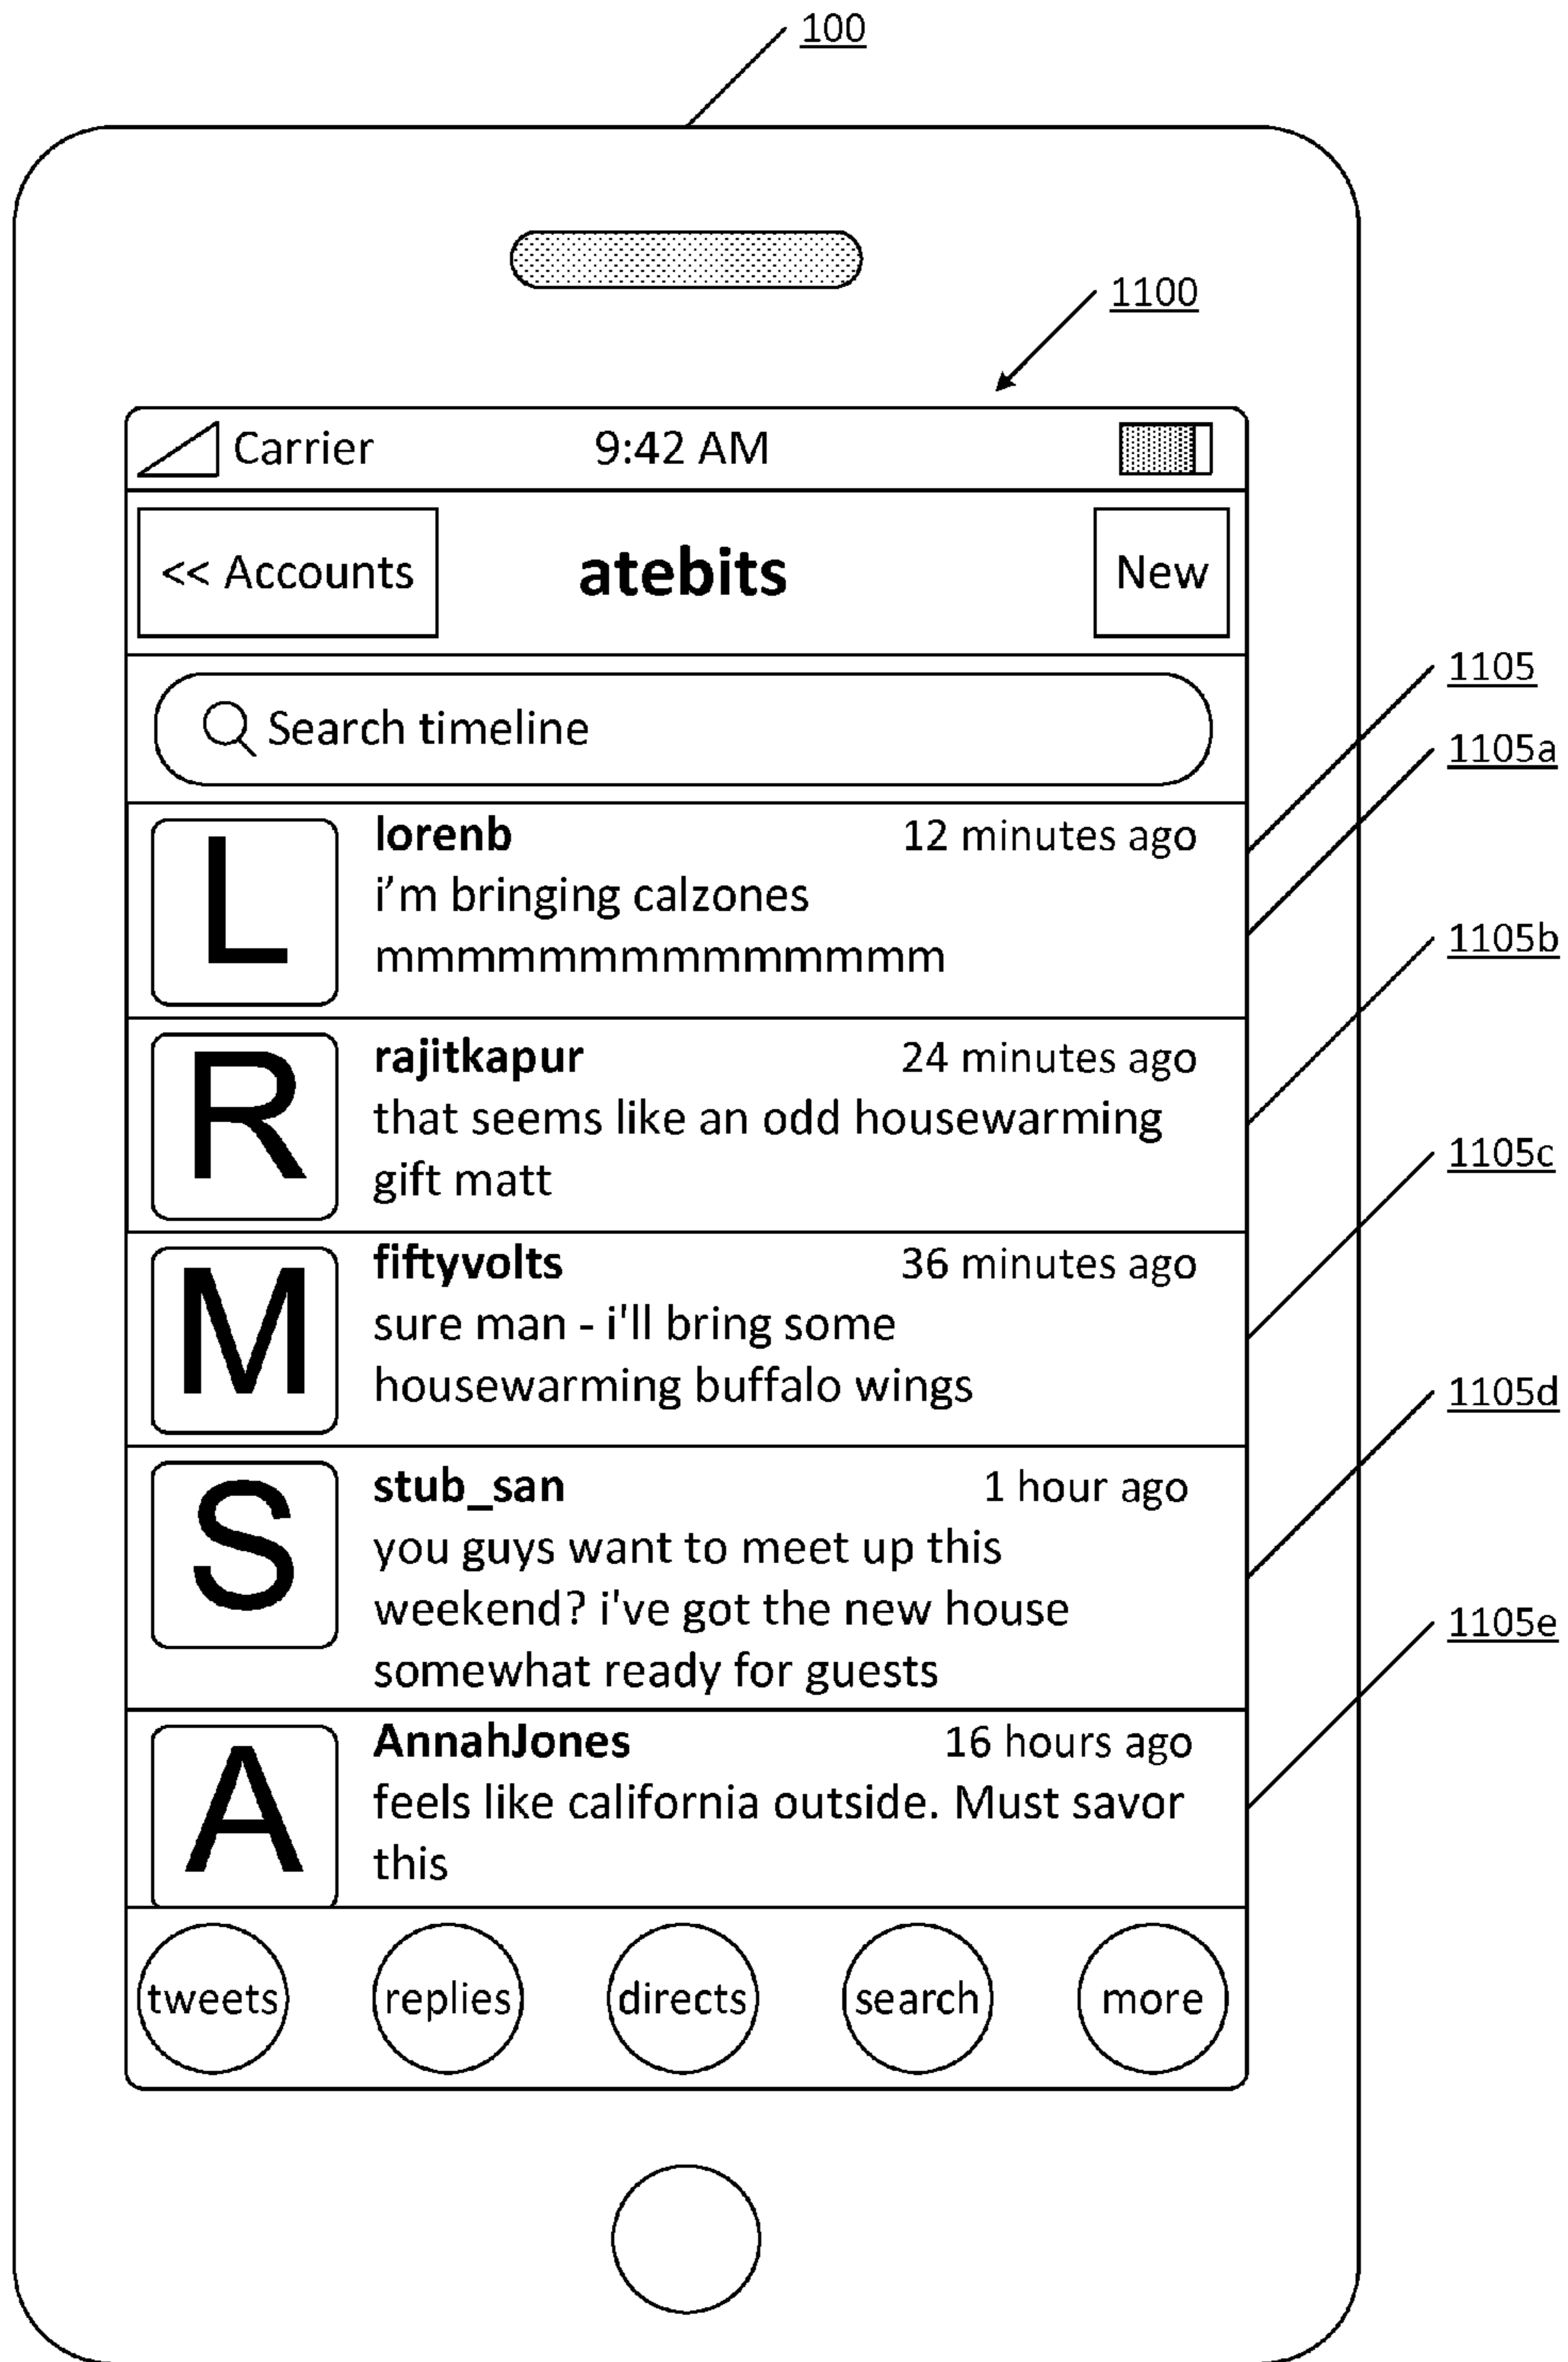 100
1100
Carrier 9:42 AM
<< Accounts atebits New
1105
Search timeline
1105a
L
lorenb 12 minutes ago
i'm bringing calzones
mmmmmmmmmmmmmm
1105b
R
rajitkapur 24 minutes ago
that seems like an odd housewarming
gift matt
1105c
M
fiftyvolts 36 minutes ago
sure man - i'll bring some
housewarming buffalo wings
1105d
S
stub_san 1 hour ago
you guys want to meet up this
weekend? i've got the new house
somewhat ready for guests
1105e
A
AnnahJones 16 hours ago
feels like california outside. Must savor
this
tweets replies directs search more